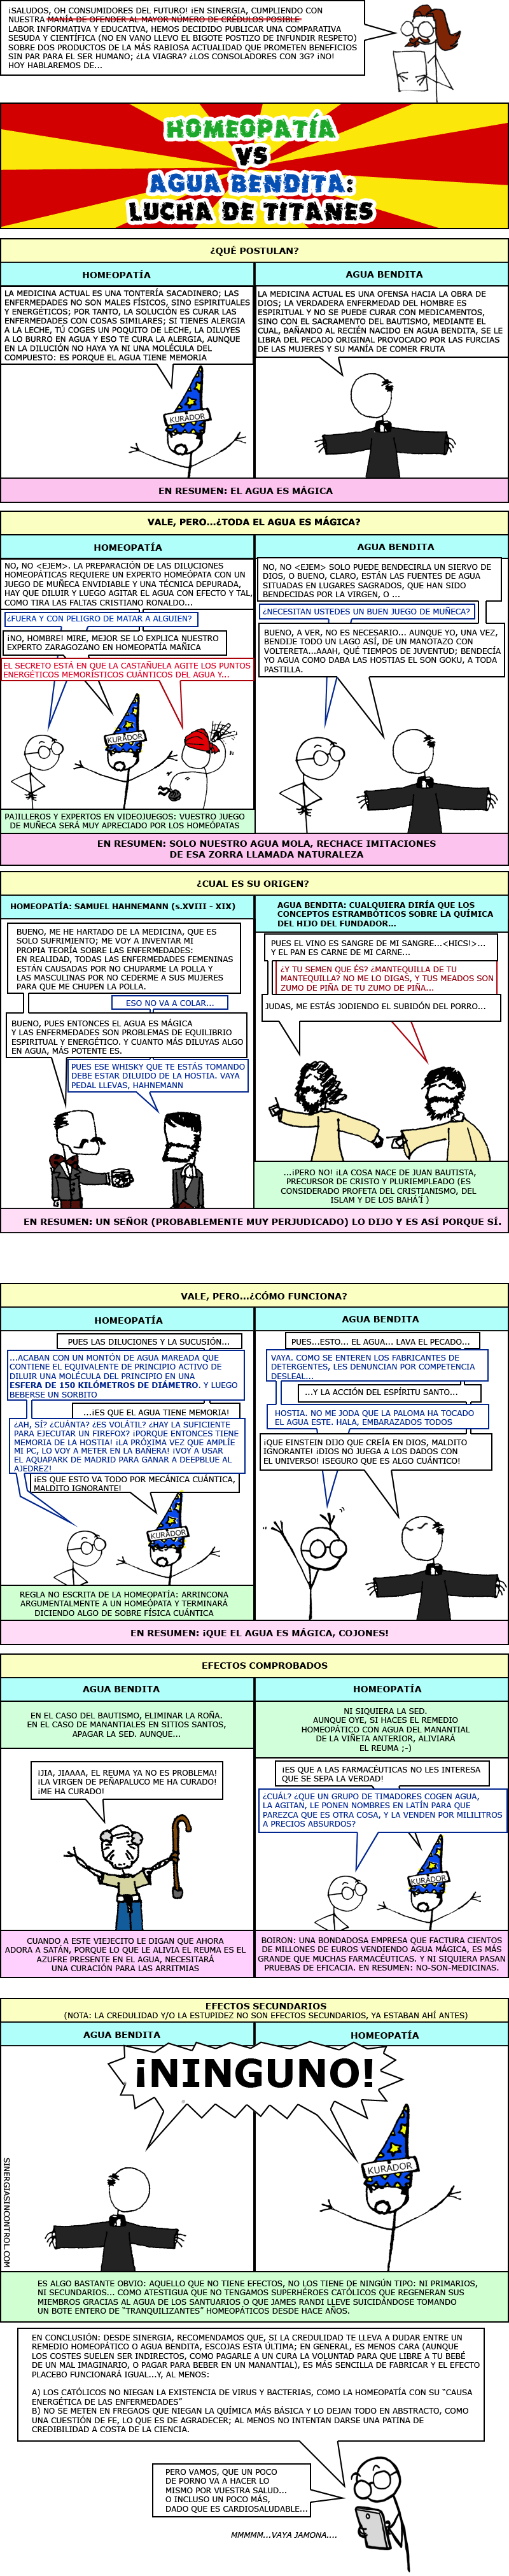 ¡SALUDOS, OH CONSUMIDORES DEL FUTURO! ¡EN SINERGIA, CUMPLIENDO CON
NUESTRA MANÍA DE OFENDER AL MAYOR NÚMERO DE CRÉDULOS POSIBLE
LABOR INFORMATIVA Y EDUCATIVA, HEMOS DECIDIDO PUBLICAR UNA COMPARATIVA
SESUDA Y CIENTÍFICA (NO EN VANO LLEVO EL BIGOTE POSTIZO DE INFUNDIR RESPETO)
SOBRE DOS PRODUCTOS DE LA MÁS RABIOSA ACTUALIDAD QUE PROMETEN BENEFICIOS
SIN PAR PARA EL SER HUMANO; ¿LA VIAGRA? ¿LOS CONSOLADORES CON 3G? ¡NO!
HOY HABLAREMOS DE...
HOMEOPATÍA
VS
AGUA BENDITA:
LUCHA DE TITANES
¿QUÉ POSTULAN?
HOMEOPATÍA
LA MEDICINA ACTUAL ES UNA TONTERÍA SACADINERO; LAS
ENFERMEDADES NO SON MALES FÍSICOS, SINO ESPIRITUALES
Y ENERGÉTICOS; POR TANTO, LA SOLUCIÓN ES CURAR LAS
ENFERMEDADES CON COSAS SIMILARES; SI TIENES ALERGIA
A LA LECHE, TÚ COGES UN POQUITO DE LECHE, LA DILUYES
A LO BURRO EN AGUA Y ESO TE CURA LA ALERGIA, AUNQUE
EN LA DILUCIÓN NO HAYA YA NI UNA MOLÉCULA DEL
COMPUESTO: ES PORQUE EL AGUA TIENE MEMORIA
KURADOR
AGUA BENDITA
LA MEDICINA ACTUAL ES UNA OFENSA HACIA LA OBRA DE
DIOS; LA VERDADERA ENFERMEDAD DEL HOMBRE ES
ESPIRITUAL Y NO SE PUEDE CURAR CON MEDICAMENTOS,
SINO CON EL SACRAMENTO DEL BAUTISMO, MEDIANTE EL
CUAL, BAÑANDO AL RECIÉN NACIDO EN AGUA BENDITA, SE LE
LIBRA DEL PECADO ORIGINAL PROVOCADO POR LAS FURCIAS
DE LAS MUJERES Y SU MANÍA DE COMER FRUTA
EN RESUMEN: EL AGUA ES MÁGICA
VALE, PERO...¿TODA EL AGUA ES MÁGICA?
HOMEOPATÍA
NO, NO <EJEM>. LA PREPARACIÓN DE LAS DILUCIONES
HOMEOPÁTICAS REQUIERE UN EXPERTO HOMEÓPATA CON UN
JUEGO DE MUÑECA ENVIDIABLE Y UNA TÉCNICA DEPURADA,
HAY QUE DILUIR Y LUEGO AGITAR EL AGUA CON EFECTO Y TAL,
COMO TIRA LAS FALTAS CRISTIANO RONALDO...
¿FUERA Y CON PELIGRO DE MATAR A ALGUIEN?
¡NO, HOMBRE! MIRE, MEJOR SE LO EXPLICA NUESTRO
EXPERTO ZARAGOZANO EN HOMEOPATÍA MAÑICA
EL SECRETO ESTÁ EN QUE LA CASTAÑUELA AGITE LOS PUNTOS
ENERGÉTICOS MEMORÍSTICOS CUÁNTICOS DEL AGUA Y...
KURADOR
PAJILLEROS Y EXPERTOS EN VIDEOJUEGOS: VUESTRO JUEGO
DE MUÑECA SERÁ MUY APRECIADO POR LOS HOMEÓPATAS
AGUA BENDITA
NO, NO <EJEM> SOLO PUEDE BENDECIRLA UN SIERVO DE
DIOS, O BUENO, CLARO, ESTÁN LAS FUENTES DE AGUA
SITUADAS EN LUGARES SAGRADOS, QUE HAN SIDO
BENDECIDAS POR LA VIRGEN, O ...
¿NECESITAN USTEDES UN BUEN JUEGO DE MUÑECA?
BUENO, A VER, NO ES NECESARIO... AUNQUE YO, UNA VEZ,
BENDIJE TODO UN LAGO ASÍ, DE UN MANOTAZO CON
VOLTERETA...AAAH, QUÉ TIEMPOS DE JUVENTUD; BENDECÍA
YO AGUA COMO DABA LAS HOSTIAS EL SON GOKU, A TODA
PASTILLA.
EN RESUMEN: SOLO NUESTRO AGUA MOLA, RECHACE IMITACIONES
DE ESA ZORRA LLAMADA NATURALEZA
¿CUAL ES SU ORIGEN?
HOMEOPATÍA: SAMUEL HAHNEMANN (s.XVIII - XIX)
BUENO, ME HE HARTADO DE LA MEDICINA, QUE ES
SOLO SUFRIMIENTO; ME VOY A INVENTAR MI
PROPIA TEORÍA SOBRE LAS ENFERMEDADES:
EN REALIDAD, TODAS LAS ENFERMEDADES FEMENINAS
ESTÁN CAUSADAS POR NO CHUPARME LA POLLA Y
LAS MASCULINAS POR NO CEDERME A SUS MUJERES
PARA QUE ME CHUPEN LA POLLA.
ESO NO VA A COLAR...
BUENO, PUES ENTONCES EL AGUA ES MÁGICA
Y LAS ENFERMEDADES SON PROBLEMAS DE EQUILIBRIO
ESPIRITUAL Y ENERGÉTICO. Y CUANTO MÁS DILUYAS ALGO
EN AGUA, MÁS POTENTE ES.
PUES ESE WHISKY QUE TE ESTÁS TOMANDO
DEBE ESTAR DILUIDO DE LA HOSTIA. VAYA
PEDAL LLEVAS, HAHNEMANN
AGUA BENDITA: CUALQUIERA DIRÍA QUE LOS
CONCEPTOS ESTRAMBÓTICOS SOBRE LA QUÍMICA
DEL HIJO DEL FUNDADOR...
PUES EL VINO ES SANGRE DE MI SANGRE...<HICS!>...
Y EL PAN ES CARNE DE MI CARNE...
¿Y TU SEMEN QUE ÉS? ¿MANTEQUILLA DE TU
MANTEQUILLA? NO ME LO DIGAS, Y TUS MEADOS SON
ZUMO DE PIÑA DE TU ZUMO DE PIÑA...
JUDAS, ME ESTÁS JODIENDO EL SUBIDÓN DEL PORRO...
...¡PERO NO! ¡LA COSA NACE DE JUAN BAUTISTA,
PRECURSOR DE CRISTO Y PLURIEMPLEADO (ES
CONSIDERADO PROFETA DEL CRISTIANISMO, DEL
ISLAM Y DE LOS BAHÁ'Í )
EN RESUMEN: UN SEÑOR (PROBABLEMENTE MUY PERJUDICADO) LO DIJO Y ES ASÍ PORQUE SÍ.
VALE, PERO...¿CÓMO FUNCIONA?
HOMEOPATÍA
PUES LAS DILUCIONES Y LA SUCUSIÓN...
...ACABAN CON UN MONTÓN DE AGUA MAREADA QUE
CONTIENE EL EQUIVALENTE DE PRINCIPIO ACTIVO DE
DILUIR UNA MOLÉCULA DEL PRINCIPIO EN UNA
ESFERA DE 150 KILÓMETROS DE DIÁMETRO. Y LUEGO
BEBERSE UN SORBITO
...¡ES QUE EL AGUA TIENE MEMORIA!
¿AH, SÍ? ¿CUÁNTA? ¿ES VOLÁTIL? ¿HAY LA SUFICIENTE
PARA EJECUTAR UN FIREFOX? ¡PORQUE ENTONCES TIENE
MEMORIA DE LA HOSTIA! ¡LA PRÓXIMA VEZ QUE AMPLÍE
MI PC, LO VOY A METER EN LA BAÑERA! ¡VOY A USAR
EL AQUAPARK DE MADRID PARA GANAR A DEEPBLUE AL
AJEDREZ!
¡ES QUE ESTO VA TODO POR MECÁNICA CUÁNTICA,
MALDITO IGNORANTE!
KURADOR
REGLA NO ESCRITA DE LA HOMEOPATÍA: ARRINCONA
ARGUMENTALMENTE A UN HOMEÓPATA Y TERMINARÁ
DICIENDO ALGO DE SOBRE FÍSICA CUÁNTICA
AGUA BENDITA
PUES...ESTO... EL AGUA... LAVA EL PECADO...
VAYA. COMO SE ENTEREN LOS FABRICANTES DE
DETERGENTES, LES DENUNCIAN POR COMPETENCIA
DESLEAL...
...Y LA ACCIÓN DEL ESPÍRITU SANTO...
HOSTIA. NO ME JODA QUE LA PALOMA HA TOCADO
EL AGUA ESTE. HALA, EMBARAZADOS TODOS
¡QUE EINSTEIN DIJO QUE CREÍA EN DIOS, MALDITO
IGNORANTE! ¡DIOS NO JUEGA A LOS DADOS CON
EL UNIVERSO! ¡SEGURO QUE ES ALGO CUÁNTICO!
EN RESUMEN: ¡QUE EL AGUA ES MÁGICA, COJONES!
EFECTOS COMPROBADOS
AGUA BENDITA
EN EL CASO DEL BAUTISMO, ELIMINAR LA ROÑA.
EN EL CASO DE MANANTIALES EN SITIOS SANTOS,
APAGAR LA SED. AUNQUE...
¡JIA, JIAAAA, EL REUMA YA NO ES PROBLEMA!
¡LA VIRGEN DE PEÑAPALUCO ME HA CURADO!
¡ME HA CURADO!
CUANDO A ESTE VIEJECITO LE DIGAN QUE AHORA
ADORA A SATÁN, PORQUE LO QUE LE ALIVIA EL REUMA ES EL
AZUFRE PRESENTE EN EL AGUA, NECESITARÁ
UNA CURACIÓN PARA LAS ARRITMIAS
HOMEOPATÍA
NI SIQUIERA LA SED.
AUNQUE OYE, SI HACES EL REMEDIO
HOMEOPÁTICO CON AGUA DEL MANANTIAL
DE LA VIÑETA ANTERIOR, ALIVIARÁ
EL REUMA ;-)
¡ES QUE A LAS FARMACÉUTICAS NO LES INTERESA
QUE SE SEPA LA VERDAD!
¿CUÁL? ¿QUE UN GRUPO DE TIMADORES COGEN AGUA,
LA AGITAN, LE PONEN NOMBRES EN LATÍN PARA QUE
PAREZCA QUE ES OTRA COSA, Y LA VENDEN POR MILILITROS
A PRECIOS ABSURDOS?
KURADOR
BOIRON: UNA BONDADOSA EMPRESA QUE FACTURA CIENTOS
DE MILLONES DE EUROS VENDIENDO AGUA MÁGICA, ES MÁS
GRANDE QUE MUCHAS FARMACÉUTICAS. Y NI SIQUIERA PASAN
PRUEBAS DE EFICACIA. EN RESUMEN: NO-SON-MEDICINAS.
EFECTOS SECUNDARIOS
(NOTA: LA CREDULIDAD Y/O LA ESTUPIDEZ NO SON EFECTOS SECUNDARIOS, YA ESTABAN AHÍ ANTES)
AGUA BENDITA
HOMEOPATÍA
¡NINGUNO!
KURADOR
SINERGIASINCONTROL.COM
ES ALGO BASTANTE OBVIO: AQUELLO QUE NO TIENE EFECTOS, NO LOS TIENE DE NINGÚN TIPO: NI PRIMARIOS,
NI SECUNDARIOS... COMO ATESTIGUA QUE NO TENGAMOS SUPERHÉROES CATÓLICOS QUE REGENERAN SUS
MIEMBROS GRACIAS AL AGUA DE LOS SANTUARIOS O QUE JAMES RANDI LLEVE SUICIDÁNDOSE TOMANDO
UN BOTE ENTERO DE "TRANQUILIZANTES" HOMEOPÁTICOS DESDE HACE AÑOS.
EN CONCLUSIÓN: DESDE SINERGIA, RECOMENDAMOS QUE, SI LA CREDULIDAD TE LLEVA A DUDAR ENTRE UN
REMEDIO HOMEOPÁTICO O AGUA BENDITA, ESCOJAS ESTA ÚLTIMA; EN GENERAL, ES MENOS CARA (AUNQUE
LOS COSTES SUELEN SER INDIRECTOS, COMO PAGARLE A UN CURA LA VOLUNTAD PARA QUE LIBRE A TU BEBÉ
DE UN MAL IMAGINARIO, O PAGAR PARA BEBER EN UN MANANTIAL), ES MÁS SENCILLA DE FABRICAR Y EL EFECTO
PLACEBO FUNCIONARÁ IGUAL...Y, AL MENOS:
A) LOS CATÓLICOS NO NIEGAN LA EXISTENCIA DE VIRUS Y BACTERIAS, COMO LA HOMEOPATÍA CON SU "CAUSA
ENERGÉTICA DE LAS ENFERMEDADES"
B) NO SE METEN EN FREGAOS QUE NIEGAN LA QUÍMICA MÁS BÁSICA Y LO DEJAN TODO EN ABSTRACTO, COMO
UNA CUESTIÓN DE FE, LO QUE ES DE AGRADECER; AL MENOS NO INTENTAN DARSE UNA PATINA DE
CREDIBILIDAD A COSTA DE LA CIENCIA.
PERO VAMOS, QUE UN POCO
DE PORNO VA A HACER LO
MISMO POR VUESTRA SALUD...
O INCLUSO UN POCO MÁS,
DADO QUE ES CARDIOSALUDABLE...
MMMMM...VAYA JAMONA....